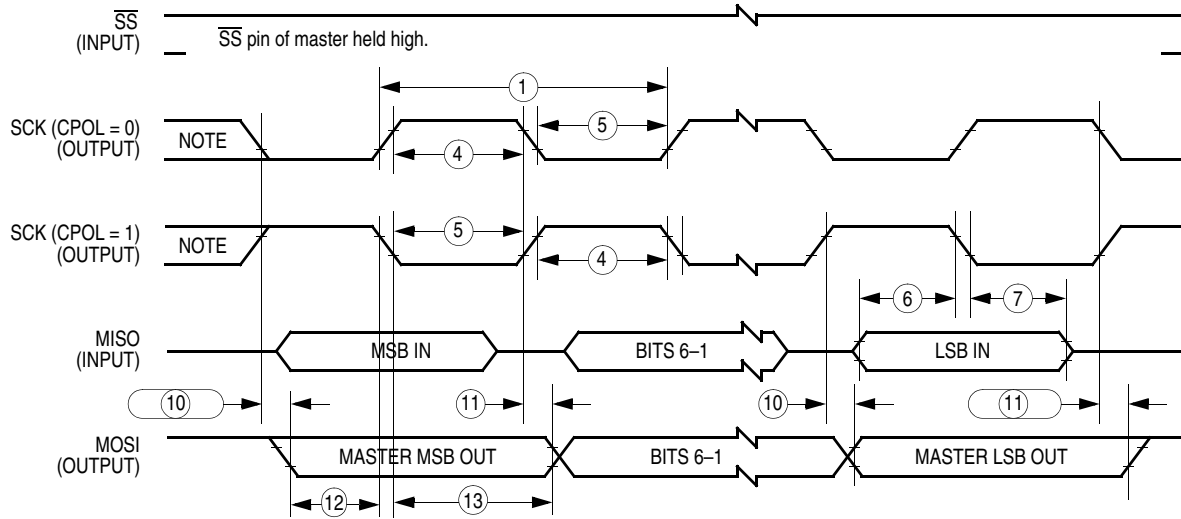 SS
(INPUT)
SS pin of master held high.
1
SCK (CPOL = 0)
(OUTPUT)
NOTE
5
4
SCK (CPOL = 1)
(OUTPUT)
NOTE
5
4
6
7
MISO
(INPUT)
MSB IN
BITS 6–1
LSB IN
10
11
10
11
MOSI
(OUTPUT)
MASTER MSB OUT
BITS 6–1
MASTER LSB OUT
12
13